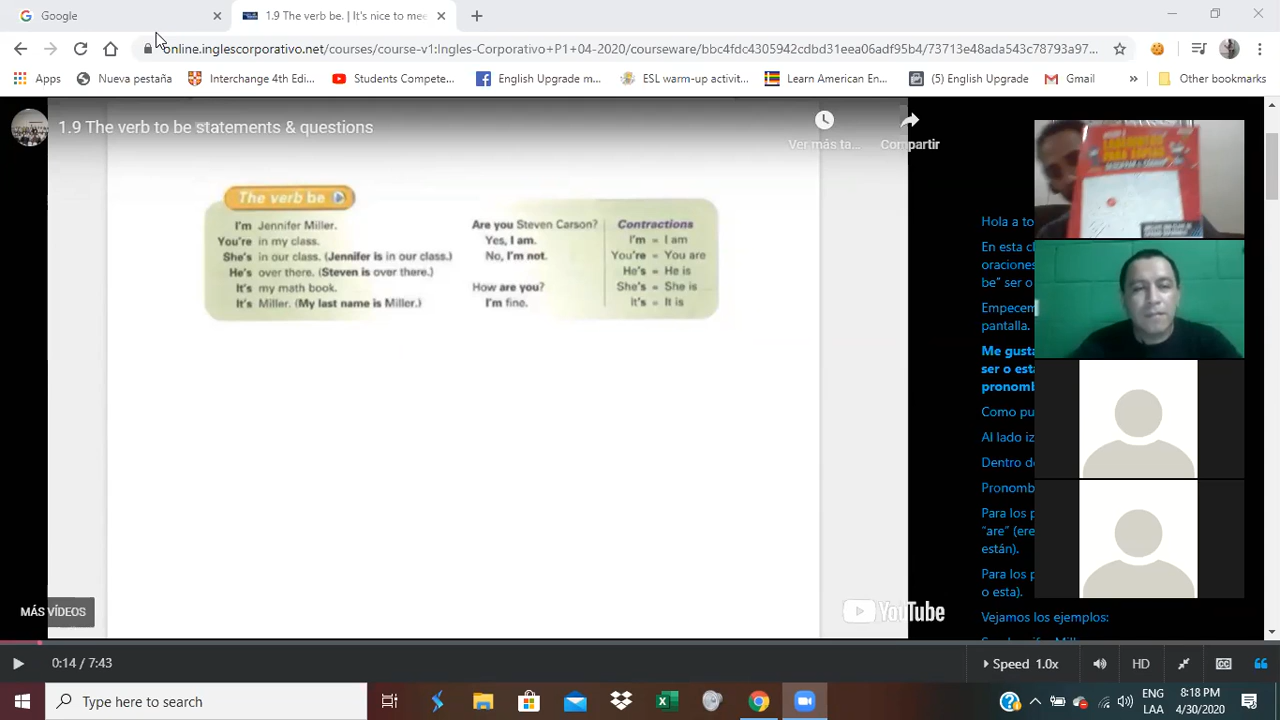 Google
1.9 The verb be. | It's nice to mee
online.inglescorporativo.net/courses/course-v1:Ingles-Corporativo+P1+04-2020/courseware/bbc4fdc4305942cdbd31eea06adf95b4/73713e48ada543c78793a97...
Apps
Nueva pestaña
Interchange 4th Edi...
Students Compete...
English Upgrade m...
ESL warm-up activit...
Learn American En...
(5) English Upgrade
Gmail
»
Other bookmarks
1.9 The verb to be statements & questions
Ver más ta...
Compartir
The verb be
I'm Jennifer Miller.
You're in my class.
She's in our class. (Jennifer is in our class.)
He's over there. (Steven is over there.)
It's my math book.
It's Miller. (My last name is Miller.)
Are you Steven Carson?
Yes, I am.
No, I'm not.
How are you?
I'm fine.
Contractions
I'm = I am
You're = You are
He's = He is
She's = She is
It's = It is
Hola a to
En esta cl
oraciones
be" ser o
Empecem
pantalla.
Me gusta
ser o esta
pronomb
Como pu
Al lado iz
Dentro de
Pronomb
Para los p
"are" (ere
están).
Para los p
o esta).
Vejamos los ejemplos:
MÁS VÍDEOS
YouTube
0:14 / 7:43
Speed 1.0x
HD
Type here to search
ENG
LAA
8:18 PM
4/30/2020